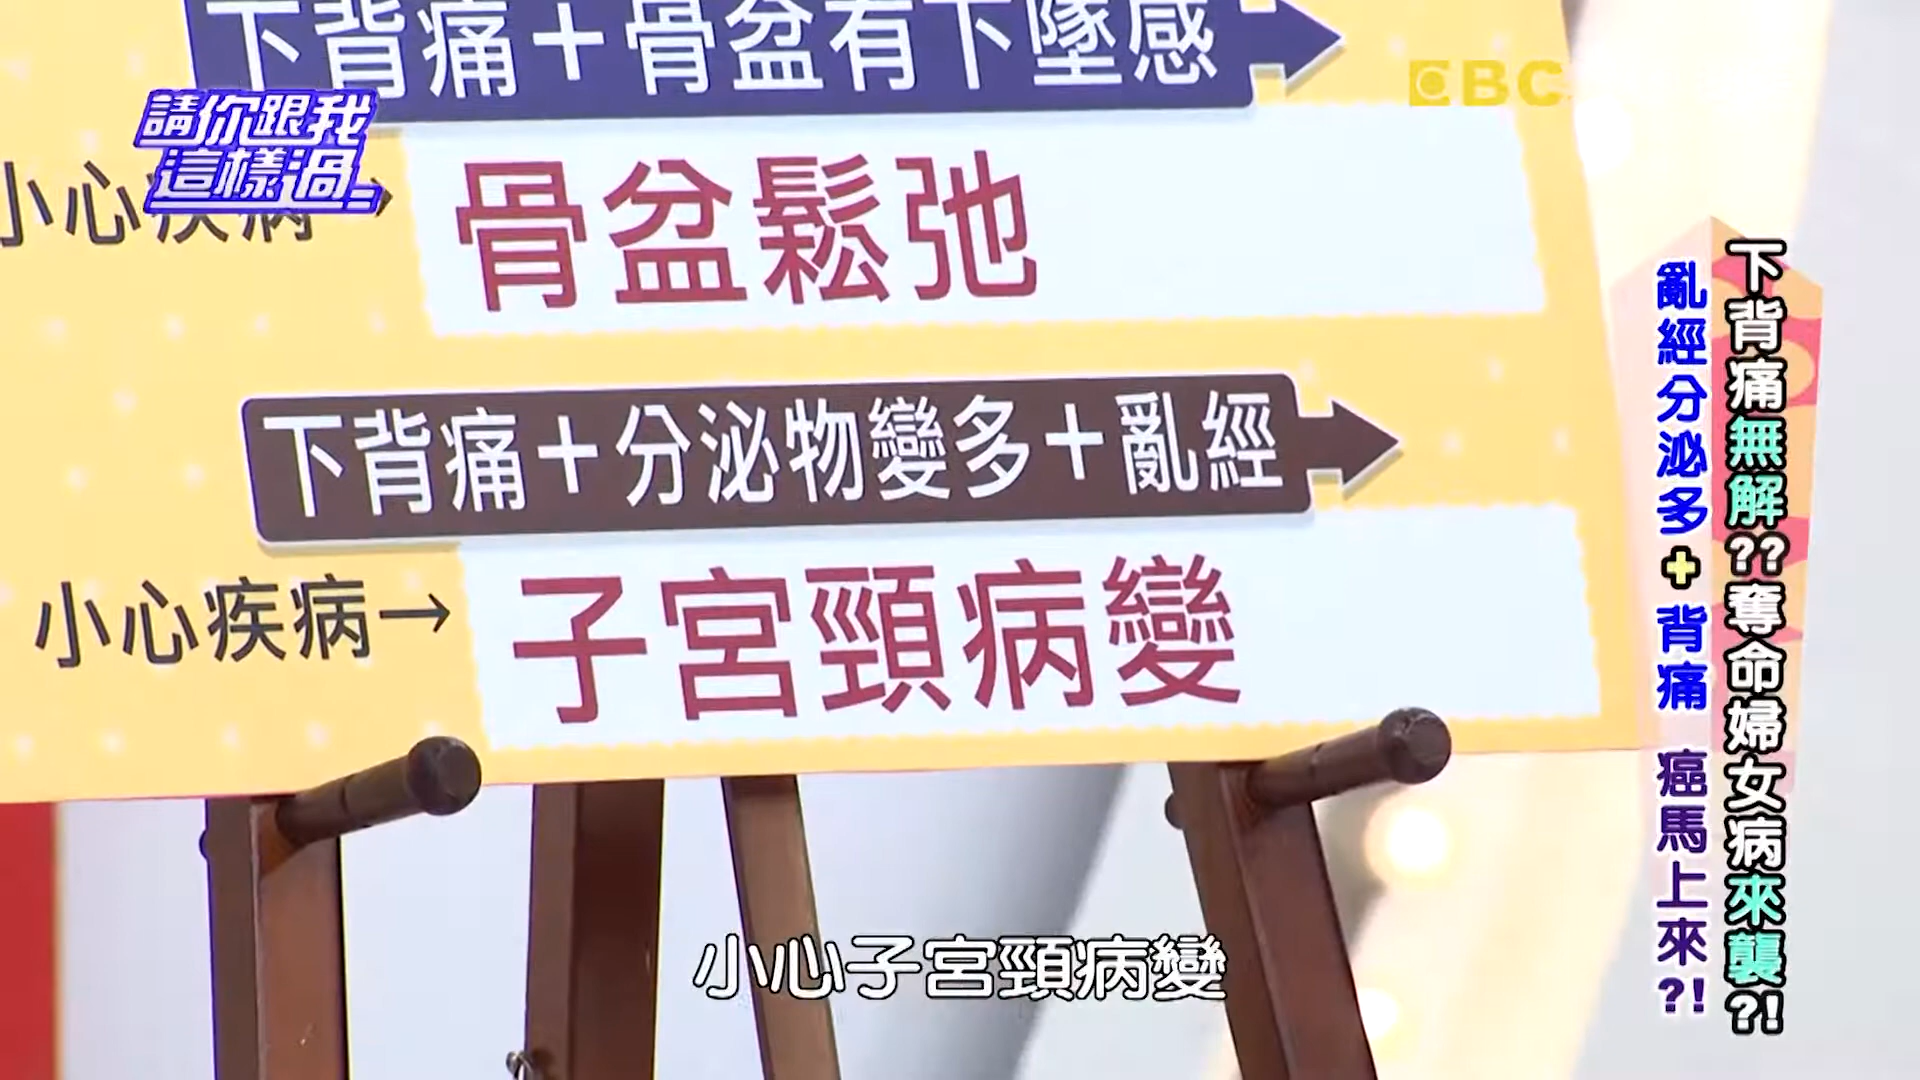 下背痛+骨盆有下墜感
EBC
請你跟我
這樣過
小心疾病→
骨盆鬆弛
下背痛+分泌物變多+亂經
小心疾病→
子宮頸病變
下背痛無解??奪命婦女病來襲?!
亂經分泌多+背痛 癌馬上來?!
小心子宮頸病變